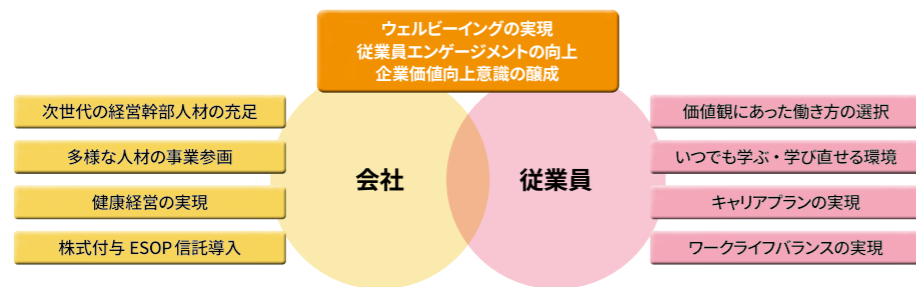 ウェルビーイングの実現
従業員エンゲージメントの向上
企業価値向上意識の醸成
次世代の経営幹部人材の充足
多様な人材の事業参画
健康経営の実現
株式付与 ESOP 信託導入
会社
従業員
価値観にあった働き方の選択
いつでも学ぶ・学び直せる環境
キャリアプランの実現
ワークライフバランスの実現